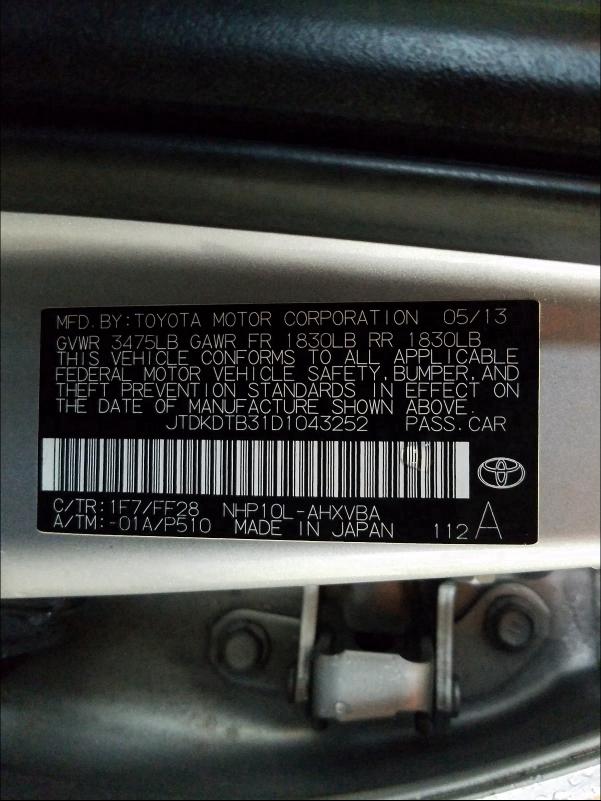 MFD.BY:TOYOTA MOTOR CORPORATION 05/13
GVWR 3475LB GAWR FR 1830LB RR 1830LB
THIS VEHICLE CONFORMS TO ALL APPLICABLE
FEDERAL MOTOR VEHICLE SAFETY,BUMPER,AND
THEFT PREVENTION STANDARDS IN EFFECT ON
THE DATE OF MANUFACTURE SHOWN ABOVE.
JTDKDTB31D1043252 PASS.CAR
C/TR:1F7/FF28 NHP10L-AHXVBA
A/TM:-01A/P510 MADE IN JAPAN 112 A